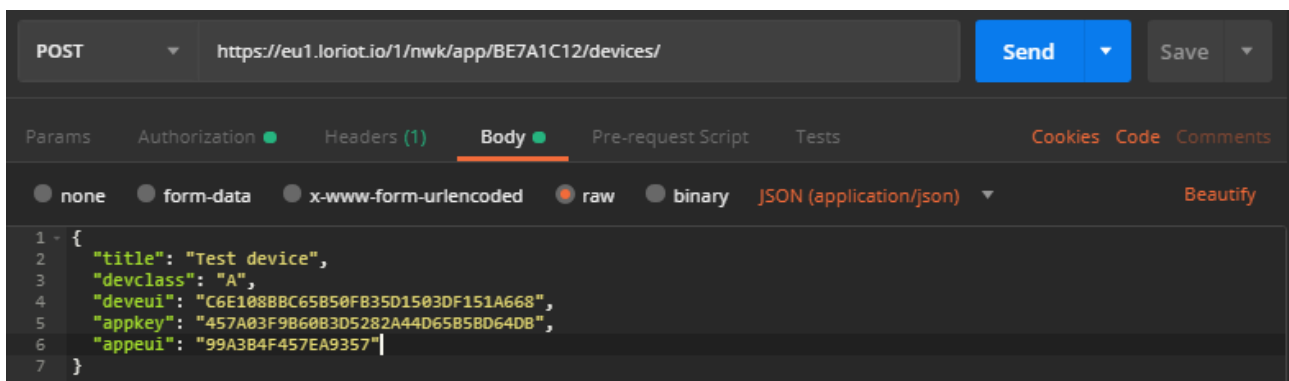 POST https://eu1.loriot.io/1/nwk/app/BE7A1C12/devices/ Send Save
Params Authorization Headers (1) Body Pre-request Script Tests Cookies Code Comments
none form-data x-www-form-urlencoded raw binary JSON (application/json) Beautify
1 {
2 "title": "Test device",
3 "devclass": "A",
4 "deveui": "C6E108BBC65B50FB35D1503DF151A668",
5 "appkey": "457A03F9B60B3D5282A44D65B5BD64DB",
6 "appeui": "99A3B4F457EA9357"
7 }